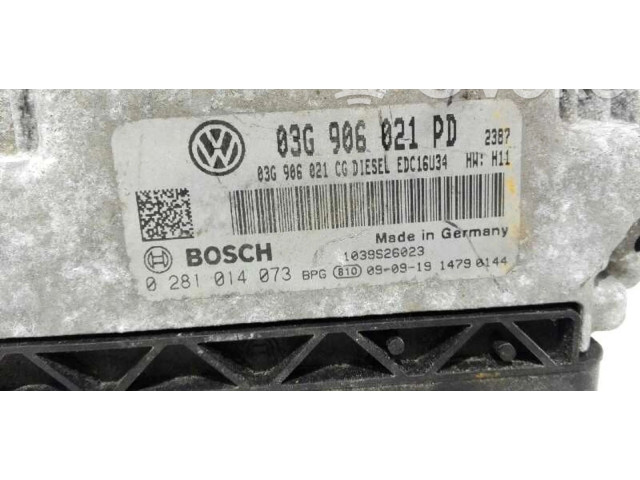 03G 906 021 PD 2387
03G 906 021 CG DIESEL EDC16U34 HW: H11
Made in Germany
BOSCH 1039S26023
0 281 014 073 BPG B10 09-09-19 1479 0144